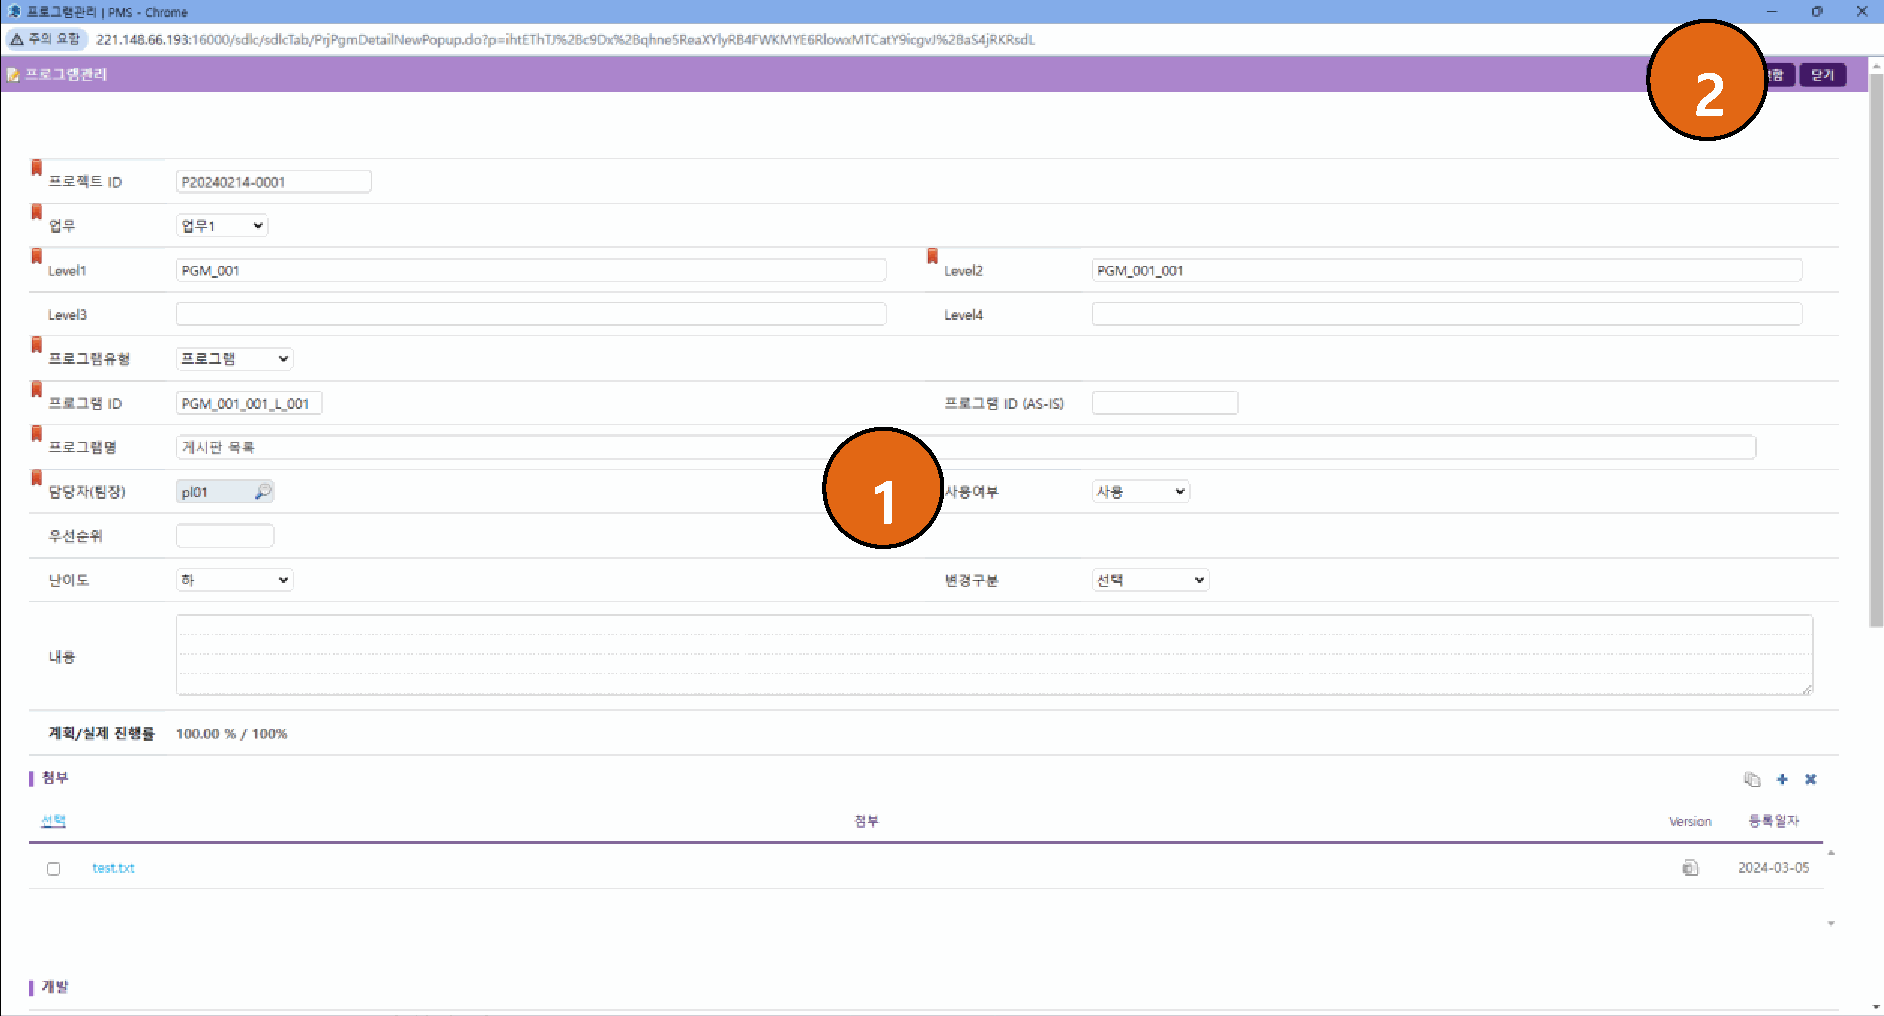 프로그램관리 | PMS - Chrome
주의 요함 221.148.66.193:16000/sdlc/sdlcTab/PrjPgmDetailNewPopup.do?p=ihtEThTJ%2Bc9Dx%2Bqhne5ReaXYlyRB4FWKMYE6RlowxMTCatY9icgvJ%2BaS4jRKRsdL
프로그램관리 2 닫기
프로젝트 ID P20240214-0001
업무 업무1
Level1 PGM_001 Level2 PGM_001_001
Level3 Level4
프로그램유형 프로그램
프로그램 ID PGM_001_001_L_001 프로그램 ID (AS-IS)
프로그램명 게시판 목록
담당자(팀장) pl01 1 사용여부 사용
우선순위
난이도 하 변경구분 선택
내용
계획/실제 진행률 100.00 % / 100%
첨부
선택 첨부 Version 등록일자
test.txt 2024-03-05
개발